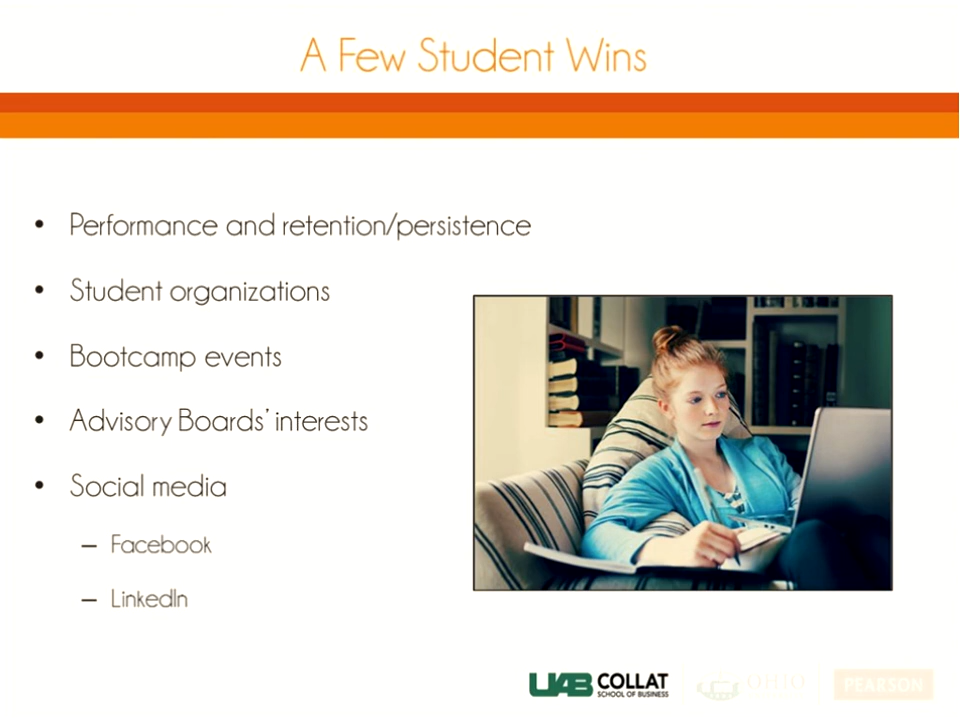 A Few Student Wins
• Performance and retention/persistence
• Student organizations
• Bootcamp events
• Advisory Boards' interests
• Social media
– Facebook
– LinkedIn
UAB COLLAT
SCHOOL OF BUSINESS
OHIO
PEARSON